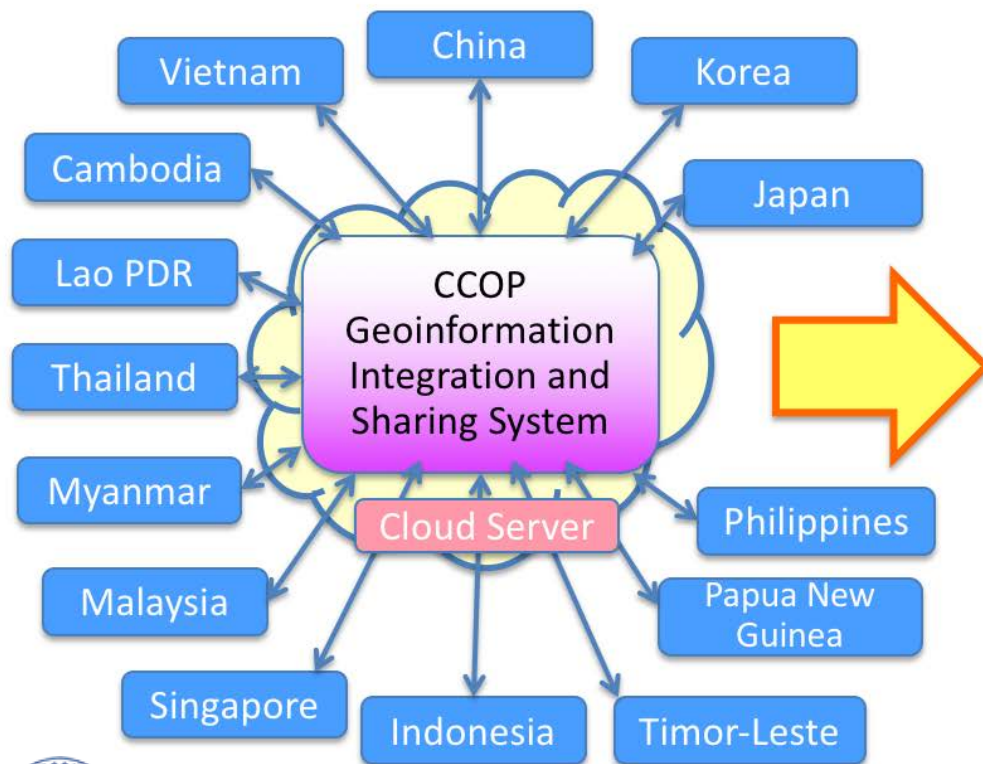 China
Vietnam
Korea
Cambodia
Japan
Lao PDR
CCOP
Geoinformation
Integration and
Sharing System
Thailand
Myanmar
Cloud Server
Philippines
Malaysia
Papua New
Guinea
Singapore
Indonesia
Timor-Leste